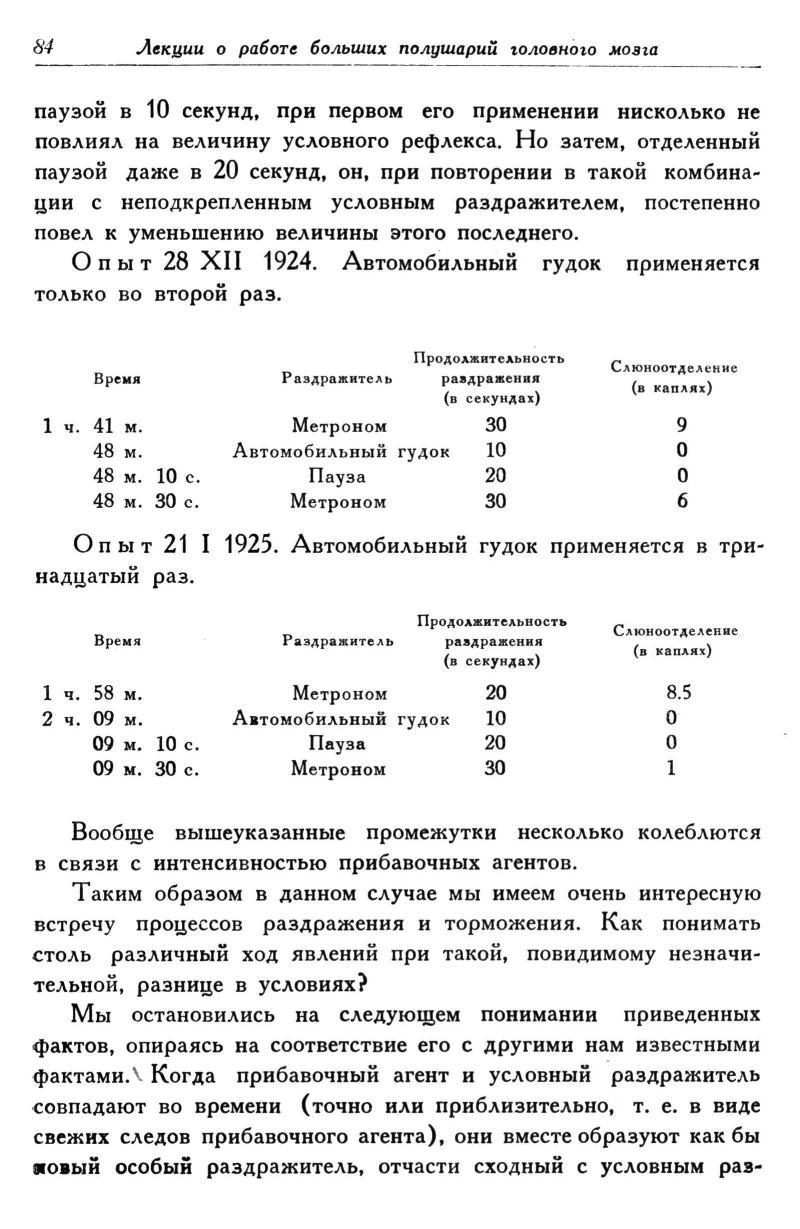 84 Лекции о работе больших полушарий головного мозга
паузой в 10 секунд, при первом его применении нисколько не
повлиял на величину условного рефлекса. Но затем, отделенный
паузой даже в 20 секунд, он, при повторении в такой комбина-
ции с неподкрепленным условным раздражителем, постепенно
повел к уменьшению величины этого последнего.
Опыт 28 XII 1924. Автомобильный гудок применяется
только во второй раз.
Время Раздражитель Продолжительность раздражения (в секундах) Слюноотделение (в каплях)
1 ч. 41 м. Метроном 30 9
48 м. Автомобильный гудок 10 0
48 м. 10 с. Пауза 20 0
48 м. 30 с. Метроном 30 6
Опыт 21 I 1925. Автомобильный гудок применяется в три-
надцатый раз.
Время Раздражитель Продолжительность раздражения (в секундах) Слюноотделение (в каплях)
1 ч. 58 м. Метроном 20 8.5
2 ч. 09 м. Автомобильный гудок 10 0
09 м. 10 с. Пауза 20 0
09 м. 30 с. Метроном 30 1
Вообще вышеуказанные промежутки несколько колеблются
в связи с интенсивностью прибавочных агентов.
Таким образом в данном случае мы имеем очень интересную
встречу процессов раздражения и торможения. Как понимать
столь различный ход явлений при такой, повидимому незначи-
тельной, разнице в условиях?
Мы остановились на следующем понимании приведенных
фактов, опираясь на соответствие его с другими нам известными
фактами. Когда прибавочный агент и условный раздражитель
совпадают во времени (точно или приблизительно, т. е. в виде
свежих следов прибавочного агента), они вместе образуют как бы
новый особый раздражитель, отчасти сходный с условным раз-